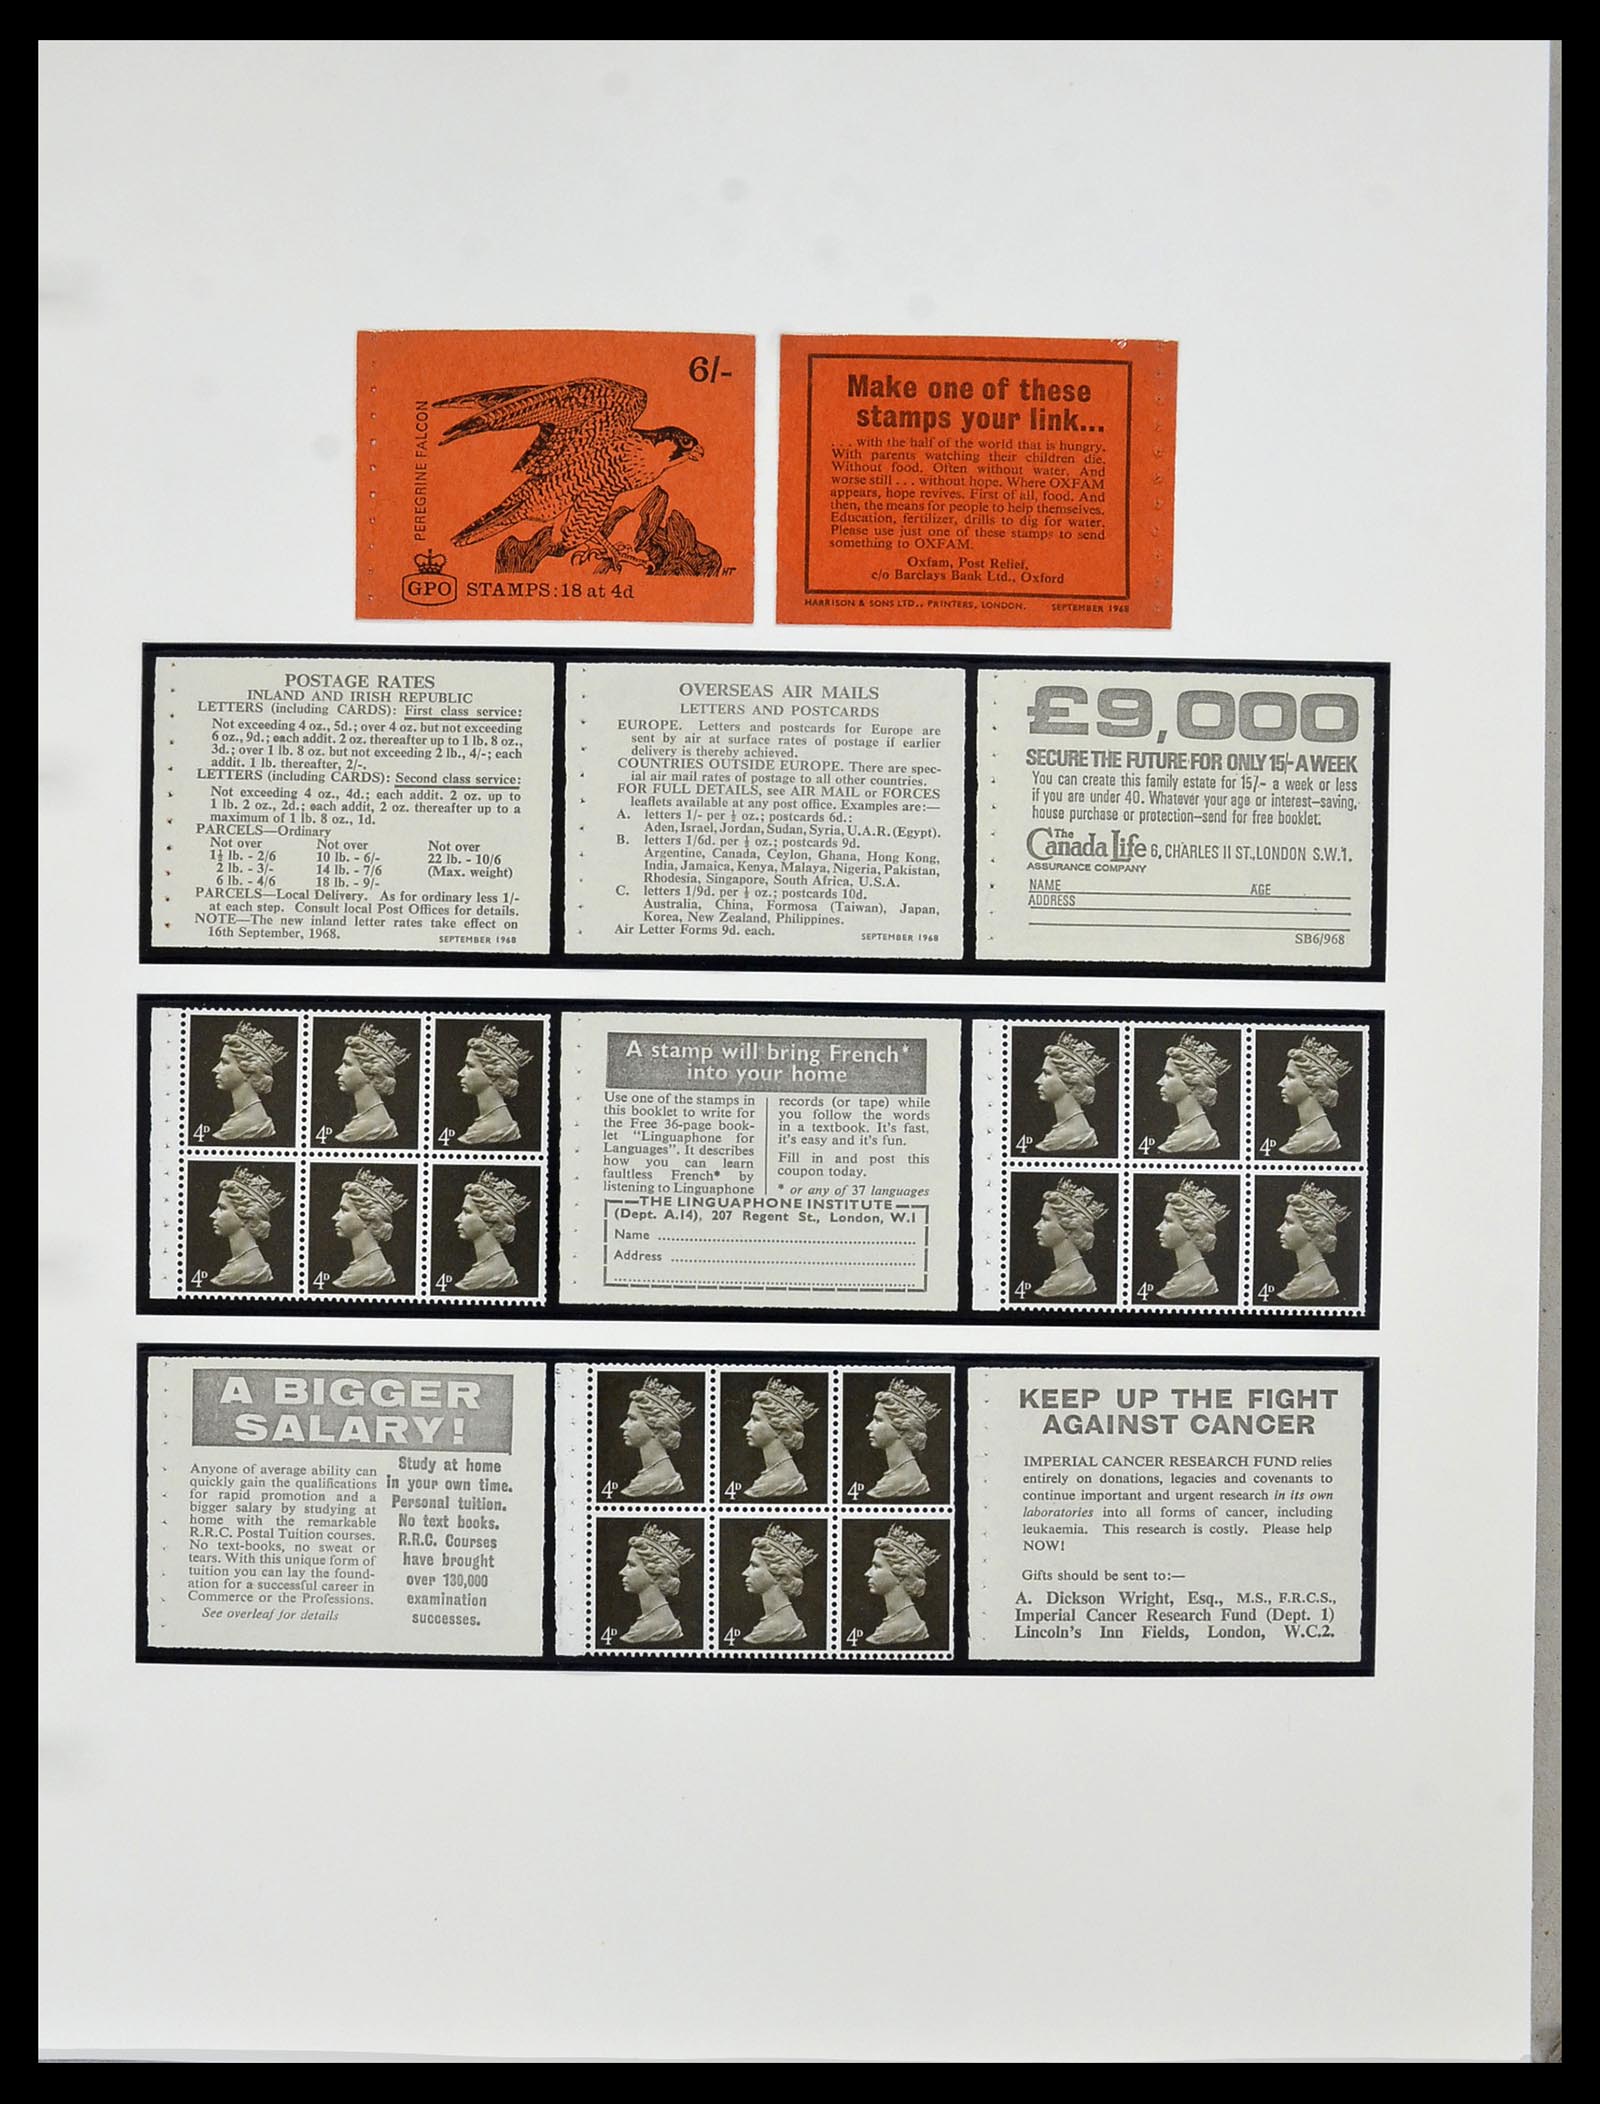 6/-
PEREGRINE FALCON
HT
GPO STAMPS: 18 at 4d
Make one of these
stamps your link...
. . . with the half of the world that is hungry.
With parents watching their children die.
Without food. Often without water. And
worse still . . . without hope. Where OXFAM
appears, hope revives. First of all, food. And
then, the means for people to help themselves.
Education, fertilizer, drills to dig for water.
Please use just one of these stamps to send
something to OXFAM.
Oxfam, Post Relief,
c/o Barclays Bank Ltd., Oxford
HARRISON & SONS LTD., PRINTERS, LONDON. SEPTEMBER 1968
POSTAGE RATES
INLAND AND IRISH REPUBLIC
LETTERS (including CARDS): First class service:
Not exceeding 4 oz., 5d.; over 4 oz. but not exceeding
6 oz., 9d.; each addit. 2 oz. thereafter up to 1 lb. 8 oz.,
3d.; over 1 lb. 8 oz. but not exceeding 2 lb., 4/-; each
addit. 1 lb. thereafter, 2/-.
LETTERS (including CARDS): Second class service:
Not exceeding 4 oz., 4d.; each addit. 2 oz. up to
1 lb. 2 oz., 2d.; each addit, 2 oz. thereafter up to a
maximum of 1 lb. 8 oz., 1d.
PARCELS—Ordinary
Not over Not over Not over
1½ lb. - 2/6 10 lb. - 6/- 22 lb. - 10/6
2 lb. - 3/- 14 lb. - 7/6 (Max. weight)
6 lb. - 4/6 18 lb. - 9/-
PARCELS—Local Delivery. As for ordinary less 1/-
at each step. Consult local Post Offices for details.
NOTE—The new inland letter rates take effect on
16th September, 1968. SEPTEMBER 1968
OVERSEAS AIR MAILS
LETTERS AND POSTCARDS
EUROPE. Letters and postcards for Europe are
sent by air at surface rates of postage if earlier
delivery is thereby achieved.
COUNTRIES OUTSIDE EUROPE. There are spec-
ial air mail rates of postage to all other countries.
FOR FULL DETAILS, see AIR MAIL or FORCES
leaflets available at any post office. Examples are:—
A. letters 1/- per ½ oz.; postcards 6d.:
Aden, Israel, Jordan, Sudan, Syria, U.A.R. (Egypt).
B. letters 1/6d. per ½ oz.; postcards 9d.
Argentine, Canada, Ceylon, Ghana, Hong Kong,
India, Jamaica, Kenya, Malaya, Nigeria, Pakistan,
Rhodesia, Singapore, South Africa, U.S.A.
C. letters 1/9d. per ½ oz.; postcards 10d.
Australia, China, Formosa (Taiwan), Japan,
Korea, New Zealand, Philippines.
Air Letter Forms 9d. each. SEPTEMBER 1968
£9,000
SECURE THE FUTURE FOR ONLY 15/- A WEEK
You can create this family estate for 15/- a week or less
if you are under 40. Whatever your age or interest—saving,
house purchase or protection—send for free booklet.
The Canada Life 6, CHARLES II ST., LONDON S.W.1.
ASSURANCE COMPANY
NAME AGE
ADDRESS
SB6/968
4D 4D 4D
4D 4D 4D
A stamp will bring French*
into your home
Use one of the stamps in
this booklet to write for
the Free 36-page book-
let "Linguaphone for
Languages". It describes
how you can learn
faultless French* by
listening to Linguaphone
records (or tape) while
you follow the words
in a textbook. It's fast,
it's easy and it's fun.
Fill in and post this
coupon today.
* or any of 37 languages
THE LINGUAPHONE INSTITUTE
(Dept. A.14), 207 Regent St., London, W.1
Name
Address
4D 4D 4D
4D 4D 4D
A BIGGER
SALARY!
Anyone of average ability can
quickly gain the qualifications
for rapid promotion and a
bigger salary by studying at
home with the remarkable
R.R.C. Postal Tuition courses.
No text-books, no sweat or
tears. With this unique form of
tuition you can lay the found-
ation for a successful career in
Commerce or the Professions.
See overleaf for details
Study at home
in your own time.
Personal tuition.
No text books.
R.R.C. Courses
have brought
over 130,000
examination
successes.
4D 4D 4D
4D 4D 4D
KEEP UP THE FIGHT
AGAINST CANCER
IMPERIAL CANCER RESEARCH FUND relies
entirely on donations, legacies and covenants to
continue important and urgent research in its own
laboratories into all forms of cancer, including
leukaemia. This research is costly. Please help
NOW!
Gifts should be sent to:—
A. Dickson Wright, Esq., M.S., F.R.C.S.,
Imperial Cancer Research Fund (Dept. 1)
Lincoln's Inn Fields, London, W.C.2.